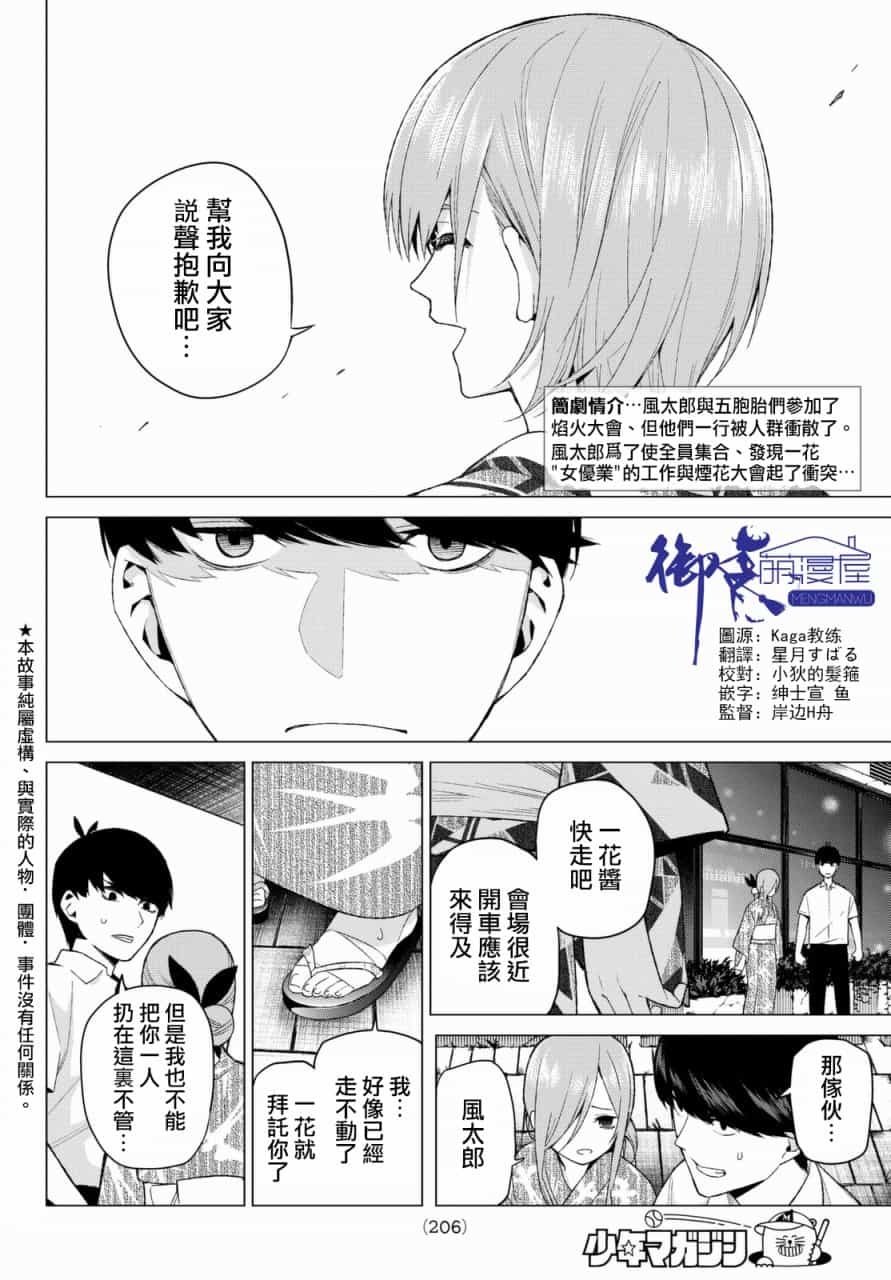 幫我向大家
説聲抱歉吧…
簡劇情介…風太郎與五胞胎們參加了
焰火大會、但他們一行被人群衝散了。
風太郎爲了使全員集合、發現一花
"女優業"的工作與煙花大會起了衝突…
御宅
萌漫屋
MENGMANWU
圖源: Kaga教练
翻譯: 星月すばる
校對: 小狄的髮箍
嵌字: 绅士宣 鱼
監督: 岸边H舟
★本故事純屬虛構、與實際的人物．團體．事件沒有任何關係。
一花醬
快走吧
會場很近
開車應該
來得及
那傢伙…
風太郎
我…
好像已經
走不動了
一花就
拜託你了
但是我也不能
把你一人
扔在這裏不管…
(206)
少年マガジン